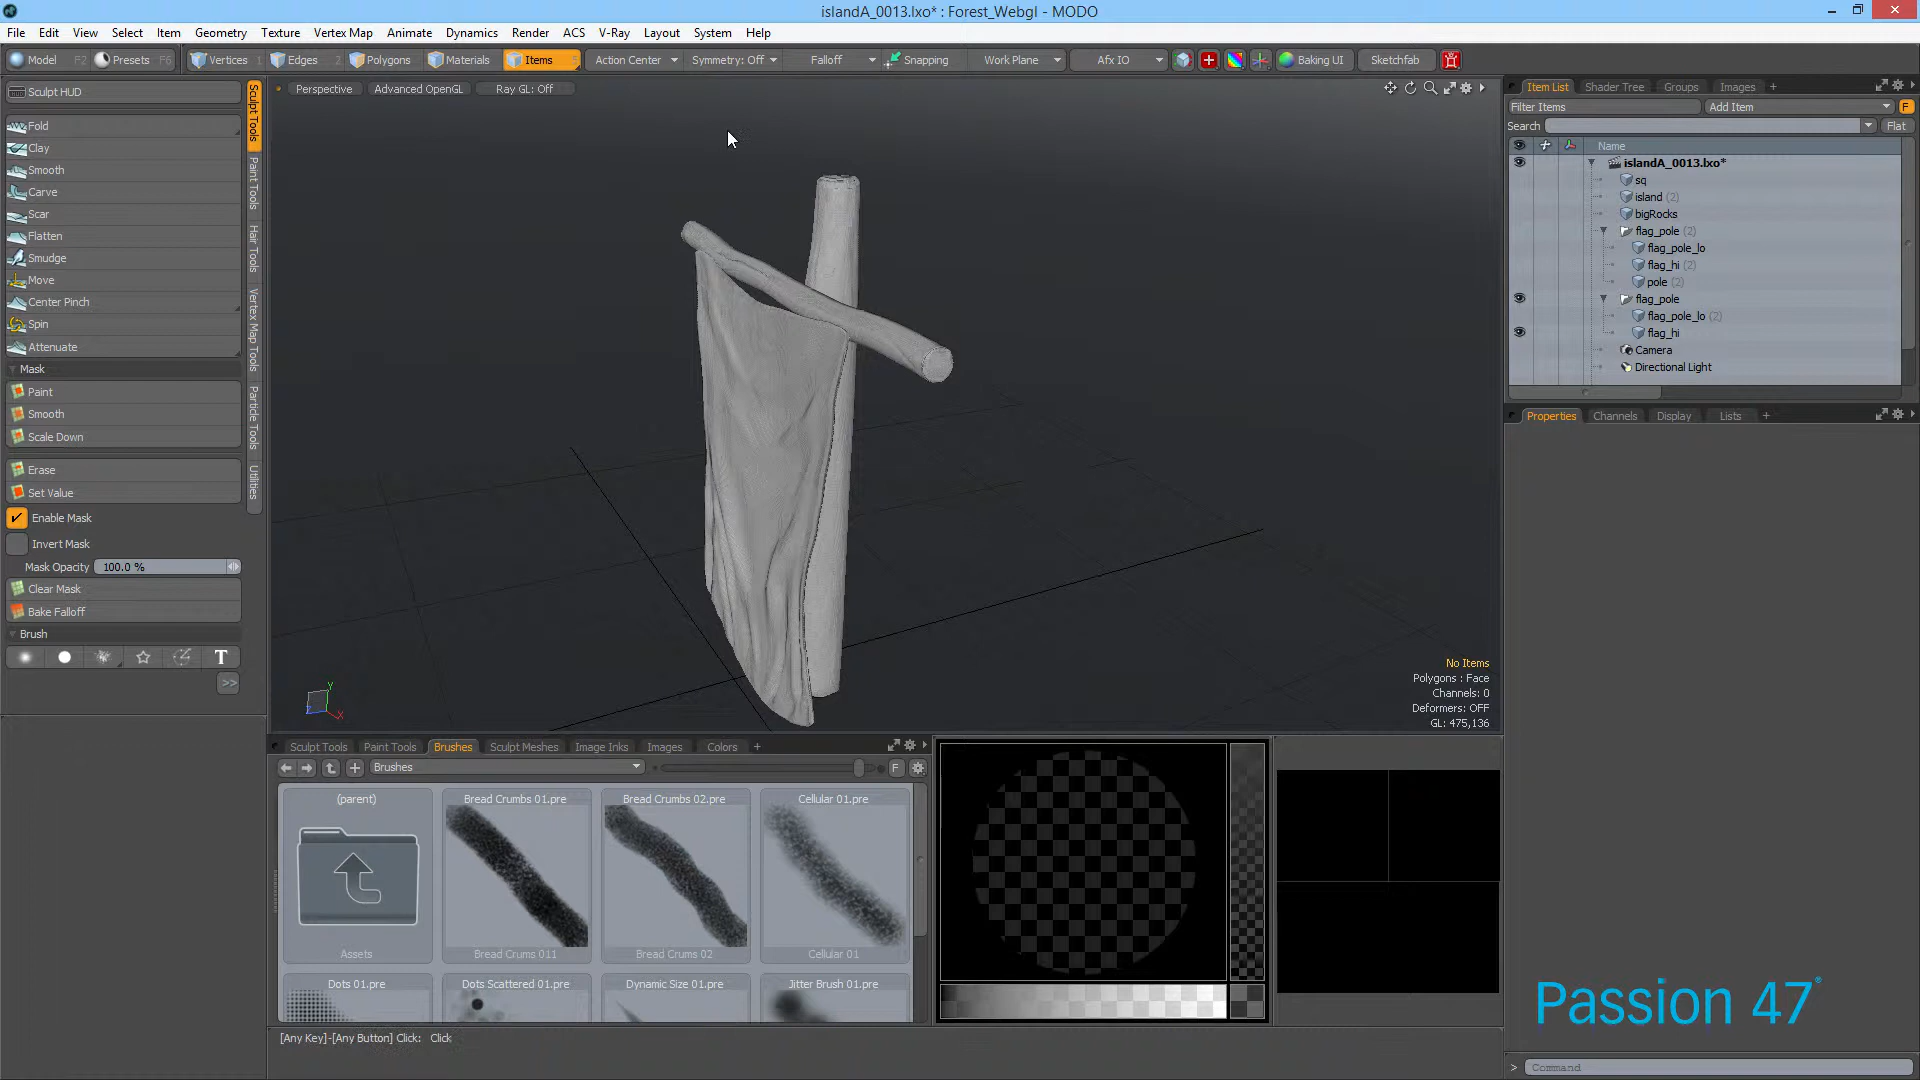 islandA_0013.lxo* : Forest_Webgl - MODO
File Edit View Select Item Geometry Texture Vertex Map Animate Dynamics Render ACS V-Ray Layout System Help
Model F2 Presets F6 Vertices 1 Edges 2 Polygons Materials Items 5 Action Center Symmetry: Off Falloff Snapping Work Plane Afx IO Baking UI Sketchfab
Sculpt HUD
Fold
Clay
Smooth
Carve
Scar
Flatten
Smudge
Move
Center Pinch
Spin
Attenuate
Mask
Paint
Smooth
Scale Down
Erase
Set Value
Enable Mask
Invert Mask
Mask Opacity 100.0 %
Clear Mask
Bake Falloff
Brush
T
>>
Sculpt Tools
Paint Tools
Hair Tools
Vertex Map Tools
Particle Tools
Utilities
Perspective Advanced OpenGL Ray GL: Off
Y
Z
X
No Items
Polygons : Face
Channels: 0
Deformers: OFF
GL: 475,136
Sculpt Tools Paint Tools Brushes Sculpt Meshes Image Inks Images Colors +
Brushes F
(parent) Bread Crumbs 01.pre Bread Crumbs 02.pre Cellular 01.pre
Assets Bread Crums 011 Bread Crums 02 Cellular 01
Dots 01.pre Dots Scattered 01.pre Dynamic Size 01.pre Jitter Brush 01.pre
[Any Key]-[Any Button] Click: Click
Item List Shader Tree Groups Images +
Filter Items Add Item F
Search Flat
Name
islandA_0013.lxo*
sq
island (2)
bigRocks
flag_pole (2)
flag_pole_lo
flag_hi (2)
pole (2)
flag_pole
flag_pole_lo (2)
flag_hi
Camera
Directional Light
Properties Channels Display Lists +
Passion 47
> Command